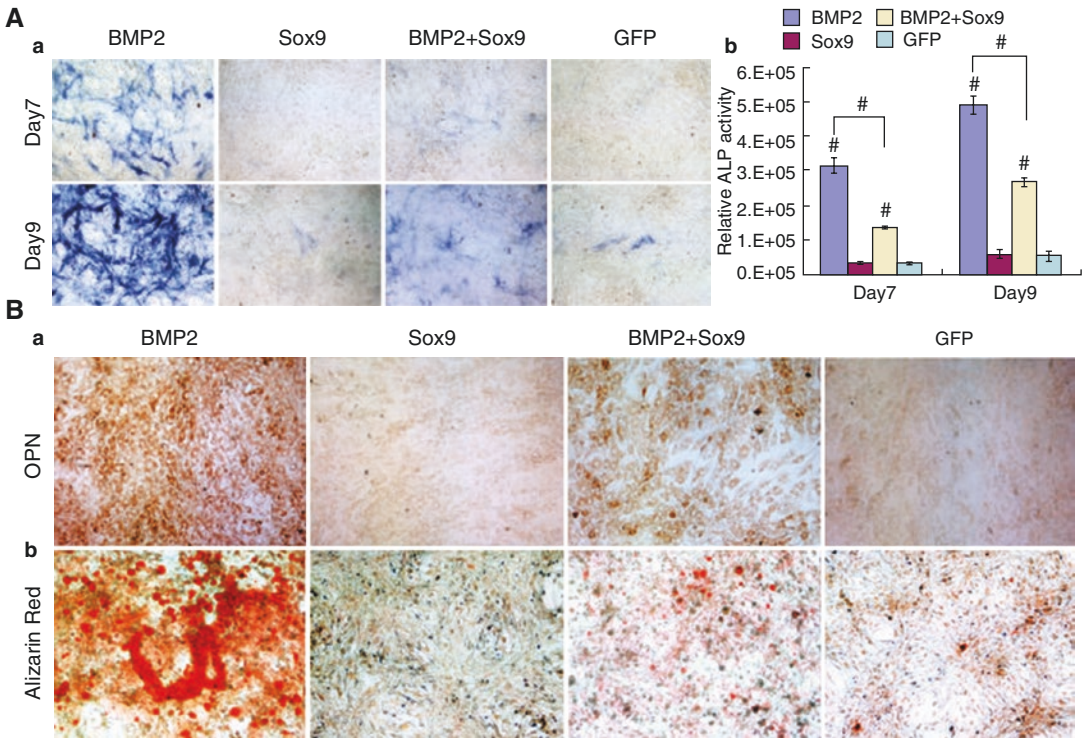 A
a
BMP2 Sox9 BMP2+Sox9 GFP
Day7
Day9
b
BMP2 BMP2+Sox9
Sox9 GFP
Relative ALP activity
6.E+05
5.E+05
4.E+05
3.E+05
2.E+05
1.E+05
0.E+05
# # #
# # #
Day7 Day9
B
a
BMP2 Sox9 BMP2+Sox9 GFP
OPN
b
Alizarin Red